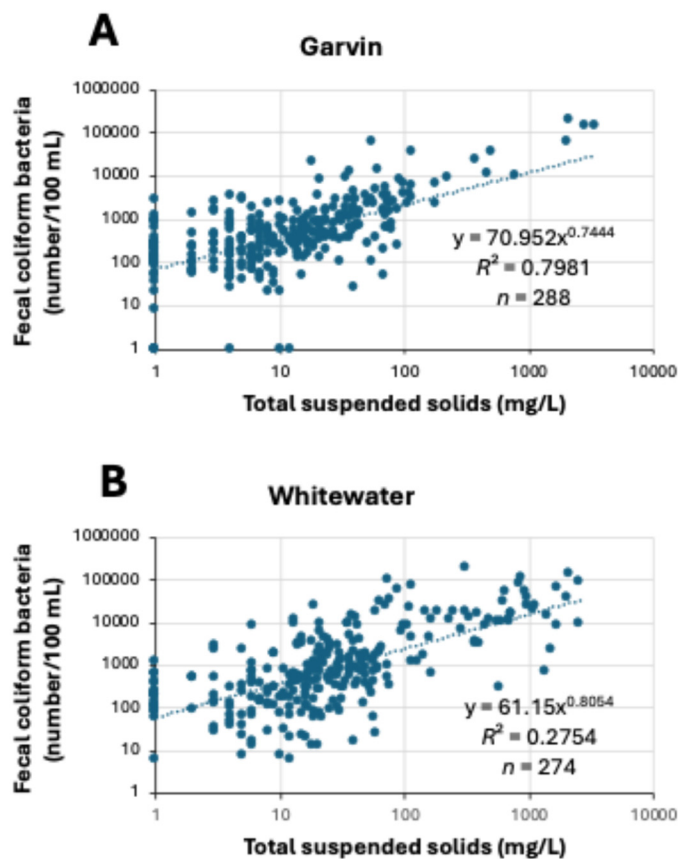 A
Garvin
Fecal coliform bacteria
(number/100 mL)
1000000
100000
10000
1000
100
10
1
y = 70.952x^0.7444
R² = 0.7981
n = 288
1 10 100 1000 10000
Total suspended solids (mg/L)
B
Whitewater
Fecal coliform bacteria
(number/100 mL)
1000000
100000
10000
1000
100
10
1
y = 61.15x^0.8054
R² = 0.2754
n = 274
1 10 100 1000 10000
Total suspended solids (mg/L)